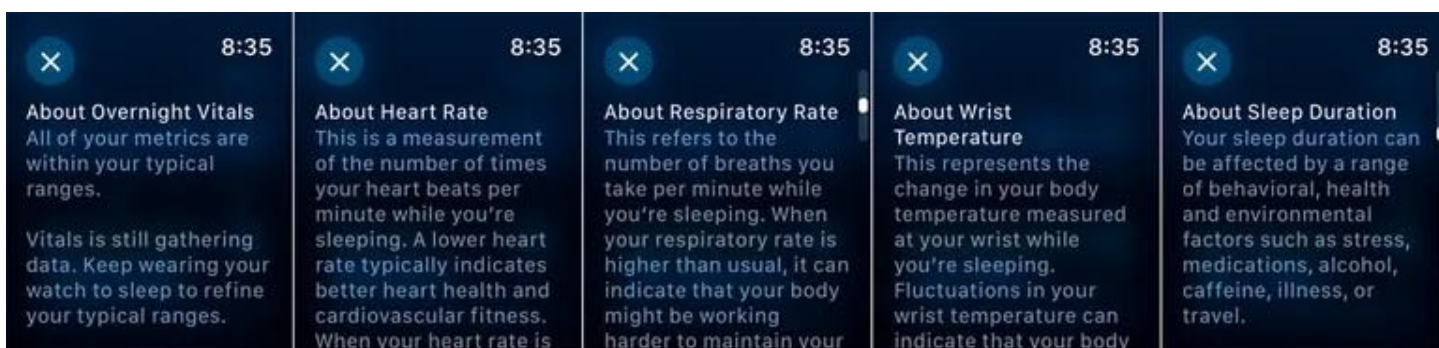 8:35
About Overnight Vitals
All of your metrics are
within your typical
ranges.
Vitals is still gathering
data. Keep wearing your
watch to sleep to refine
your typical ranges.
8:35
About Heart Rate
This is a measurement
of the number of times
your heart beats per
minute while you're
sleeping. A lower heart
rate typically indicates
better heart health and
cardiovascular fitness.
When your heart rate is
8:35
About Respiratory Rate
This refers to the
number of breaths you
take per minute while
you're sleeping. When
your respiratory rate is
higher than usual, it can
indicate that your body
might be working
harder to maintain your
8:35
About Wrist
Temperature
This represents the
change in your body
temperature measured
at your wrist while
you're sleeping.
Fluctuations in your
wrist temperature can
indicate that your body
8:35
About Sleep Duration
Your sleep duration can
be affected by a range
of behavioral, health
and environmental
factors such as stress,
medications, alcohol,
caffeine, illness, or
travel.